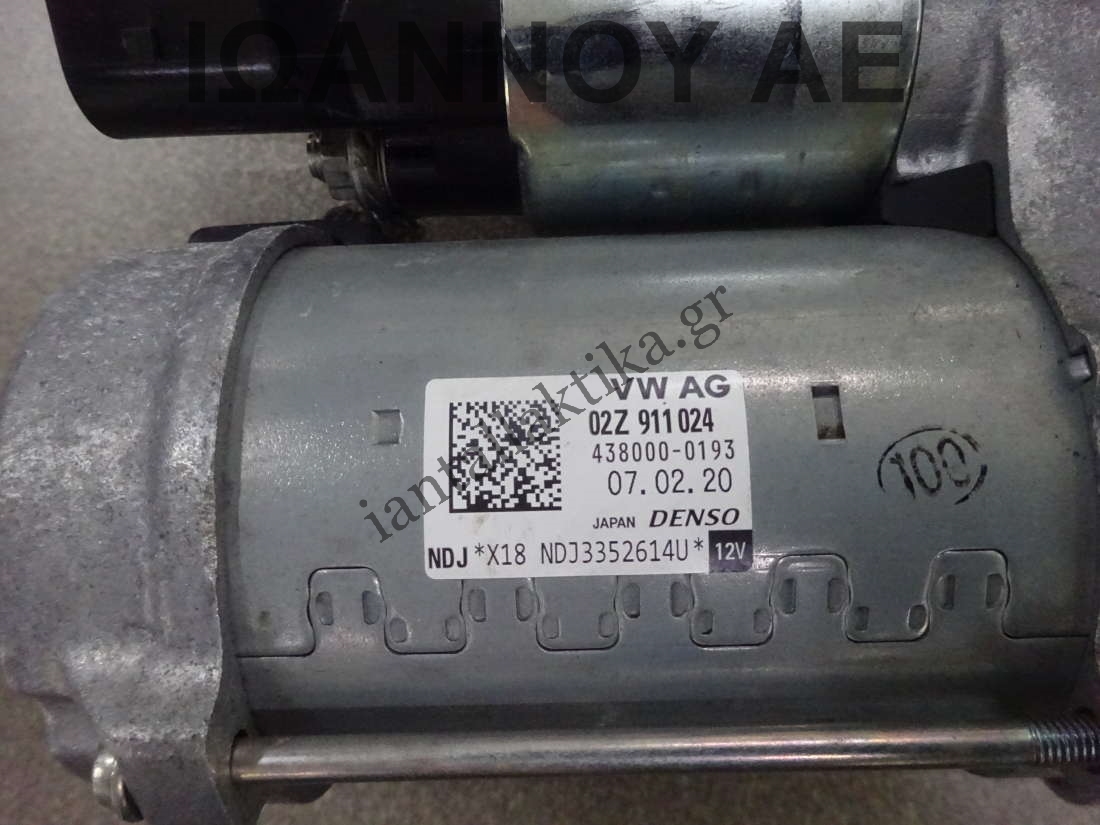 ΙΩΑΝΝΟΥ ΑΕ
iantallaktika.gr
VW AG
02Z 911 024
438000-0193
07.02.20
JAPAN DENSO
NDJ *X18 NDJ3352614U* 12V
100